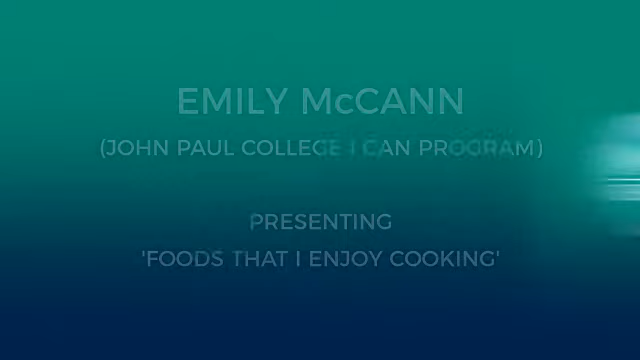 EMILY McCANN
(JOHN PAUL COLLEGE I CAN PROGRAM)
PRESENTING
'FOODS THAT I ENJOY COOKING'